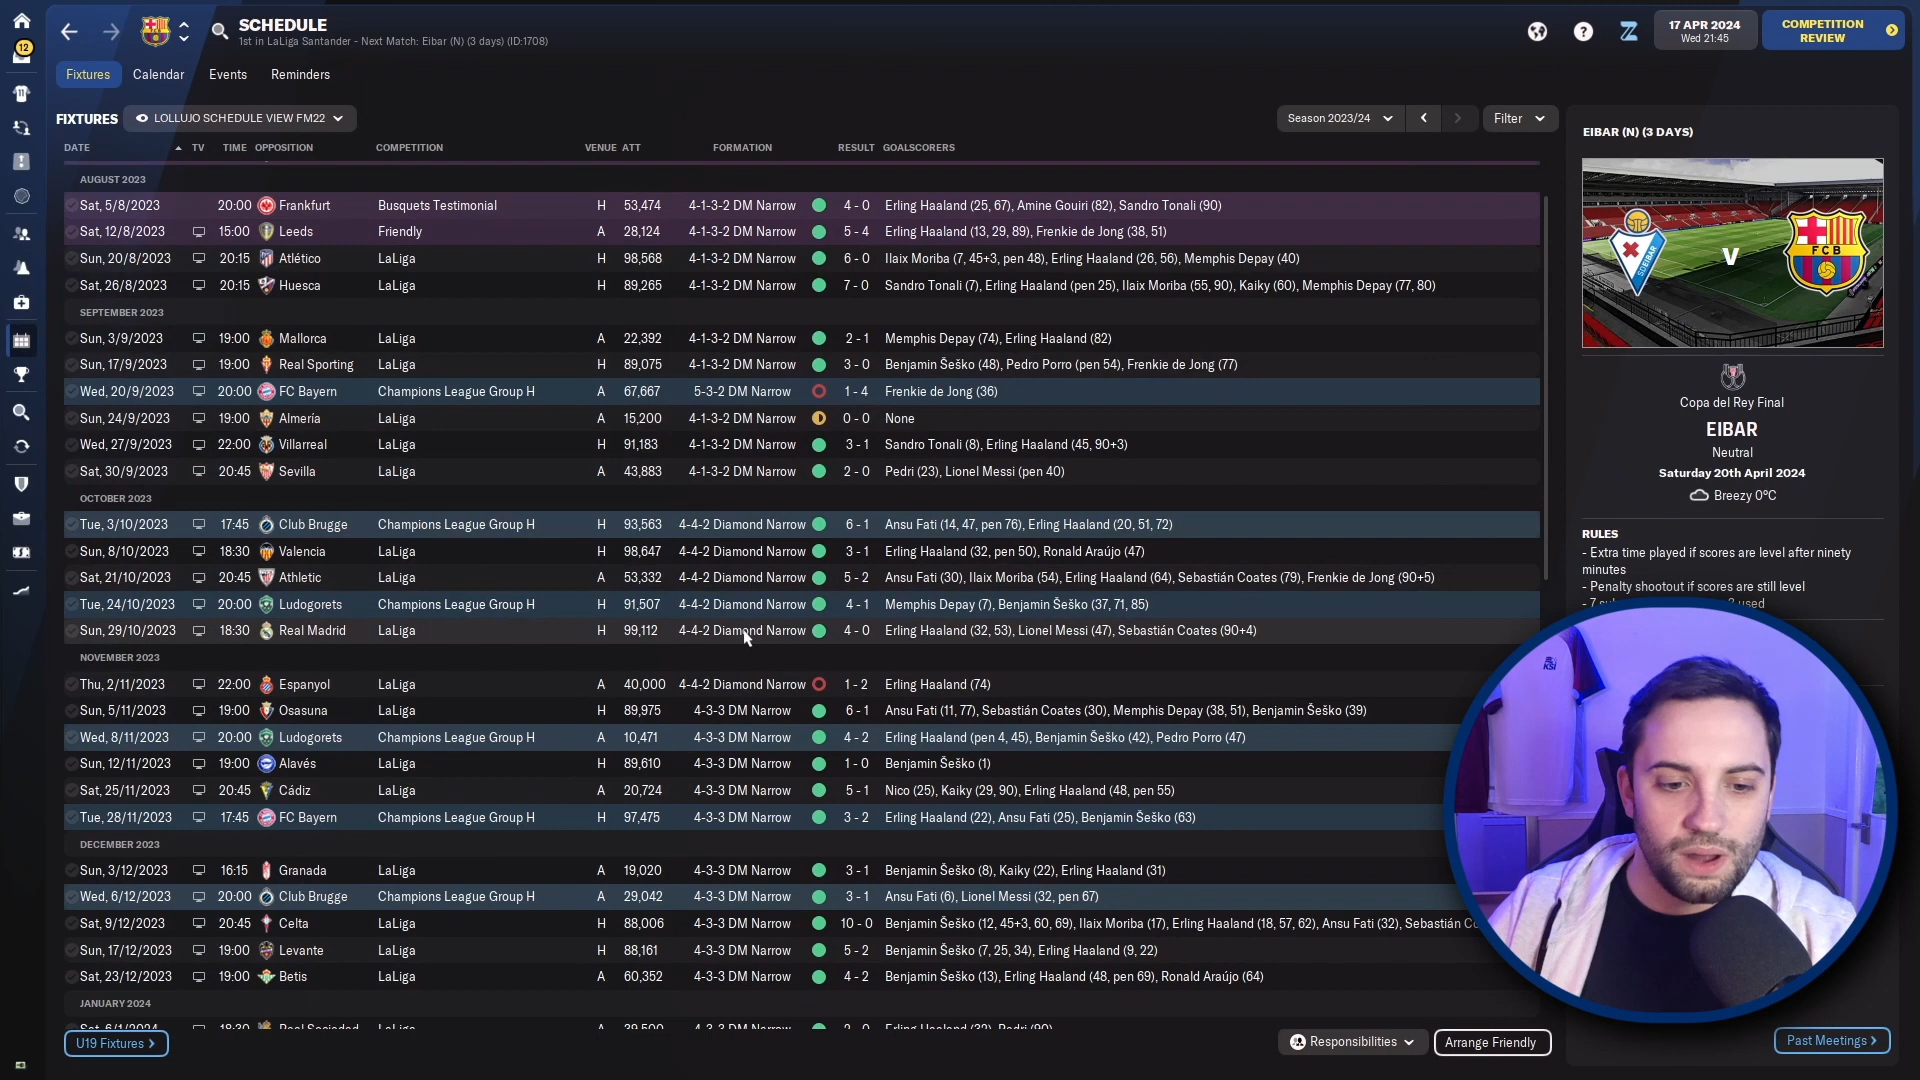 12
SCHEDULE
1st in LaLiga Santander - Next Match: Eibar (N) (3 days) (ID:1708)
17 APR 2024
Wed 21:45
COMPETITION
REVIEW
Fixtures Calendar Events Reminders
FIXTURES LOLLUJO SCHEDULE VIEW FM22 Season 2023/24 Filter
DATE TV TIME OPPOSITION COMPETITION VENUE ATT FORMATION RESULT GOALSCORERS
AUGUST 2023
Sat, 5/8/2023 20:00 Frankfurt Busquets Testimonial H 53,474 4-1-3-2 DM Narrow 4 - 0 Erling Haaland (25, 67), Amine Gouiri (82), Sandro Tonali (90)
Sat, 12/8/2023 15:00 Leeds Friendly A 28,124 4-1-3-2 DM Narrow 5 - 4 Erling Haaland (13, 29, 89), Frenkie de Jong (38, 51)
Sun, 20/8/2023 20:15 Atlético LaLiga H 98,568 4-1-3-2 DM Narrow 6 - 0 Ilaix Moriba (7, 45+3, pen 48), Erling Haaland (26, 56), Memphis Depay (40)
Sat, 26/8/2023 20:15 Huesca LaLiga H 89,265 4-1-3-2 DM Narrow 7 - 0 Sandro Tonali (7), Erling Haaland (pen 25), Ilaix Moriba (55, 90), Kaiky (60), Memphis Depay (77, 80)
SEPTEMBER 2023
Sun, 3/9/2023 19:00 Mallorca LaLiga A 22,392 4-1-3-2 DM Narrow 2 - 1 Memphis Depay (74), Erling Haaland (82)
Sun, 17/9/2023 19:00 Real Sporting LaLiga H 89,075 4-1-3-2 DM Narrow 3 - 0 Benjamin Šeško (48), Pedro Porro (pen 54), Frenkie de Jong (77)
Wed, 20/9/2023 20:00 FC Bayern Champions League Group H A 67,667 5-3-2 DM Narrow 1 - 4 Frenkie de Jong (36)
Sun, 24/9/2023 19:00 Almería LaLiga A 15,200 4-1-3-2 DM Narrow 0 - 0 None
Wed, 27/9/2023 22:00 Villarreal LaLiga H 91,183 4-1-3-2 DM Narrow 3 - 1 Sandro Tonali (8), Erling Haaland (45, 90+3)
Sat, 30/9/2023 20:45 Sevilla LaLiga A 43,883 4-1-3-2 DM Narrow 2 - 0 Pedri (23), Lionel Messi (pen 40)
OCTOBER 2023
Tue, 3/10/2023 17:45 Club Brugge Champions League Group H H 93,563 4-4-2 Diamond Narrow 6 - 1 Ansu Fati (14, 47, pen 76), Erling Haaland (20, 51, 72)
Sun, 8/10/2023 18:30 Valencia LaLiga H 98,647 4-4-2 Diamond Narrow 3 - 1 Erling Haaland (32, pen 50), Ronald Araújo (47)
Sat, 21/10/2023 20:45 Athletic LaLiga A 53,332 4-4-2 Diamond Narrow 5 - 2 Ansu Fati (30), Ilaix Moriba (54), Erling Haaland (64), Sebastián Coates (79), Frenkie de Jong (90+5)
Tue, 24/10/2023 20:00 Ludogorets Champions League Group H H 91,507 4-4-2 Diamond Narrow 4 - 1 Memphis Depay (7), Benjamin Šeško (37, 71, 85)
Sun, 29/10/2023 18:30 Real Madrid LaLiga H 99,112 4-4-2 Diamond Narrow 4 - 0 Erling Haaland (32, 53), Lionel Messi (47), Sebastián Coates (90+4)
NOVEMBER 2023
Thu, 2/11/2023 22:00 Espanyol LaLiga A 40,000 4-4-2 Diamond Narrow 1 - 2 Erling Haaland (74)
Sun, 5/11/2023 19:00 Osasuna LaLiga H 89,975 4-3-3 DM Narrow 6 - 1 Ansu Fati (11, 77), Sebastián Coates (30), Memphis Depay (38, 51), Benjamin Šeško (39)
Wed, 8/11/2023 20:00 Ludogorets Champions League Group H A 10,471 4-3-3 DM Narrow 4 - 2 Erling Haaland (pen 4, 45), Benjamin Šeško (42), Pedro Porro (47)
Sun, 12/11/2023 19:00 Alavés LaLiga H 89,610 4-3-3 DM Narrow 1 - 0 Benjamin Šeško (1)
Sat, 25/11/2023 20:45 Cádiz LaLiga A 20,724 4-3-3 DM Narrow 5 - 1 Nico (25), Kaiky (29, 90), Erling Haaland (48, pen 55)
Tue, 28/11/2023 17:45 FC Bayern Champions League Group H H 97,475 4-3-3 DM Narrow 3 - 2 Erling Haaland (22), Ansu Fati (25), Benjamin Šeško (63)
DECEMBER 2023
Sun, 3/12/2023 16:15 Granada LaLiga A 19,020 4-3-3 DM Narrow 3 - 1 Benjamin Šeško (8), Kaiky (22), Erling Haaland (31)
Wed, 6/12/2023 20:00 Club Brugge Champions League Group H A 29,042 4-3-3 DM Narrow 3 - 1 Ansu Fati (6), Lionel Messi (32, pen 67)
Sat, 9/12/2023 20:45 Celta LaLiga H 88,006 4-3-3 DM Narrow 10 - 0 Benjamin Šeško (12, 45+3, 60, 69), Ilaix Moriba (17), Erling Haaland (18, 57, 62), Ansu Fati (32), Sebastián
Sun, 17/12/2023 19:00 Levante LaLiga H 88,161 4-3-3 DM Narrow 5 - 2 Benjamin Šeško (7, 25, 34), Erling Haaland (9, 22)
Sat, 23/12/2023 19:00 Betis LaLiga A 60,352 4-3-3 DM Narrow 4 - 2 Benjamin Šeško (13), Erling Haaland (48, pen 69), Ronald Araújo (64)
JANUARY 2024
U19 Fixtures Responsibilities Arrange Friendly
EIBAR (N) (3 DAYS)
SD EIBAR V FCB
Copa del Rey Final
EIBAR
Neutral
Saturday 20th April 2024
Breezy 0°C
RULES
- Extra time played if scores are level after ninety
minutes
- Penalty shootout if scores are still level
- 7 used
KSI
Past Meetings